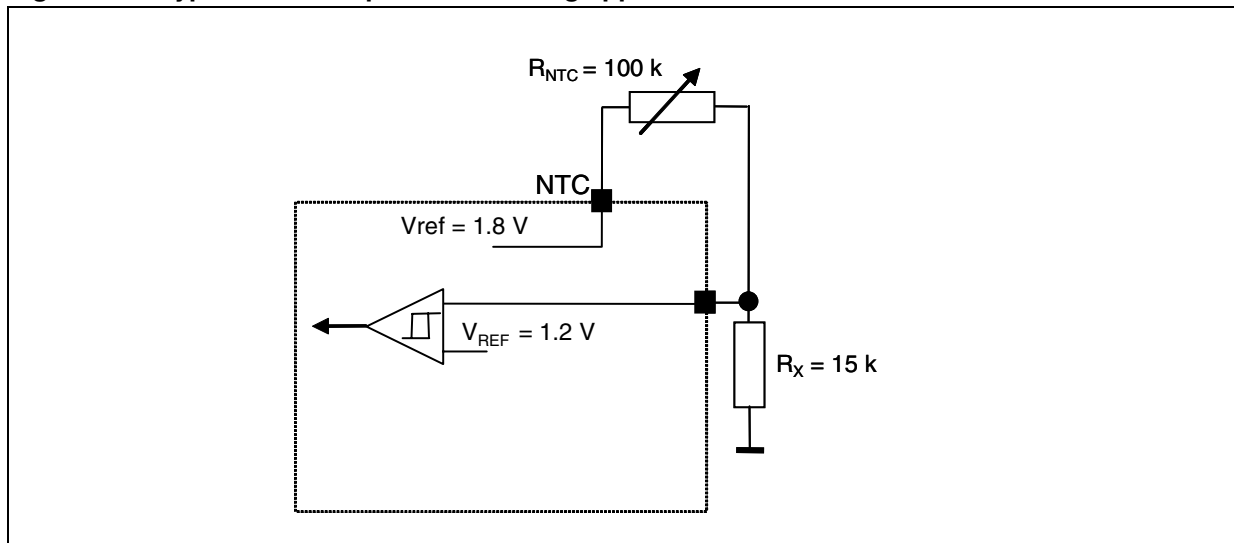 R_NTC = 100 k
NTC
Vref = 1.8 V
V_REF = 1.2 V
R_X = 15 k